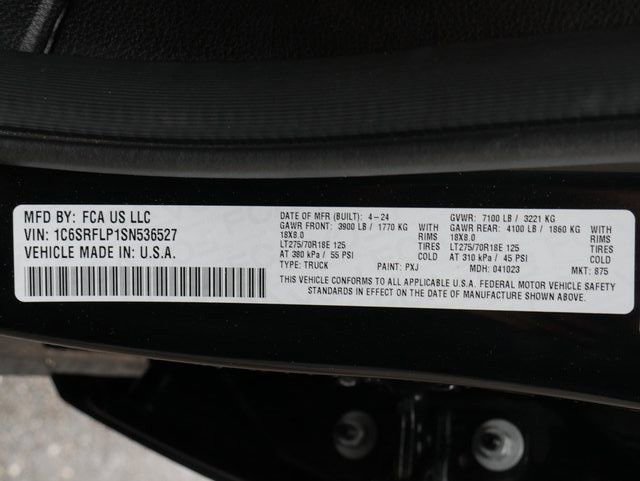 MFD BY: FCA US LLC
VIN: 1C6SRFLP1SN536527
VEHICLE MADE IN: U.S.A.
DATE OF MFR (BUILT): 4-24 GVWR: 7100 LB / 3221 KG
GAWR FRONT: 3900 LB / 1770 KG WITH GAWR REAR: 4100 LB / 1860 KG WITH
18X8.0 RIMS 18X8.0 RIMS
LT275/70R18E 125 TIRES LT275/70R18E 125 TIRES
AT 380 kPa / 55 PSI COLD AT 310 kPa / 45 PSI COLD
TYPE: TRUCK PAINT: PXJ MDH: 041023 MKT: 875
THIS VEHICLE CONFORMS TO ALL APPLICABLE U.S.A. FEDERAL MOTOR VEHICLE SAFETY
STANDARDS IN EFFECT ON THE DATE OF MANUFACTURE SHOWN ABOVE.